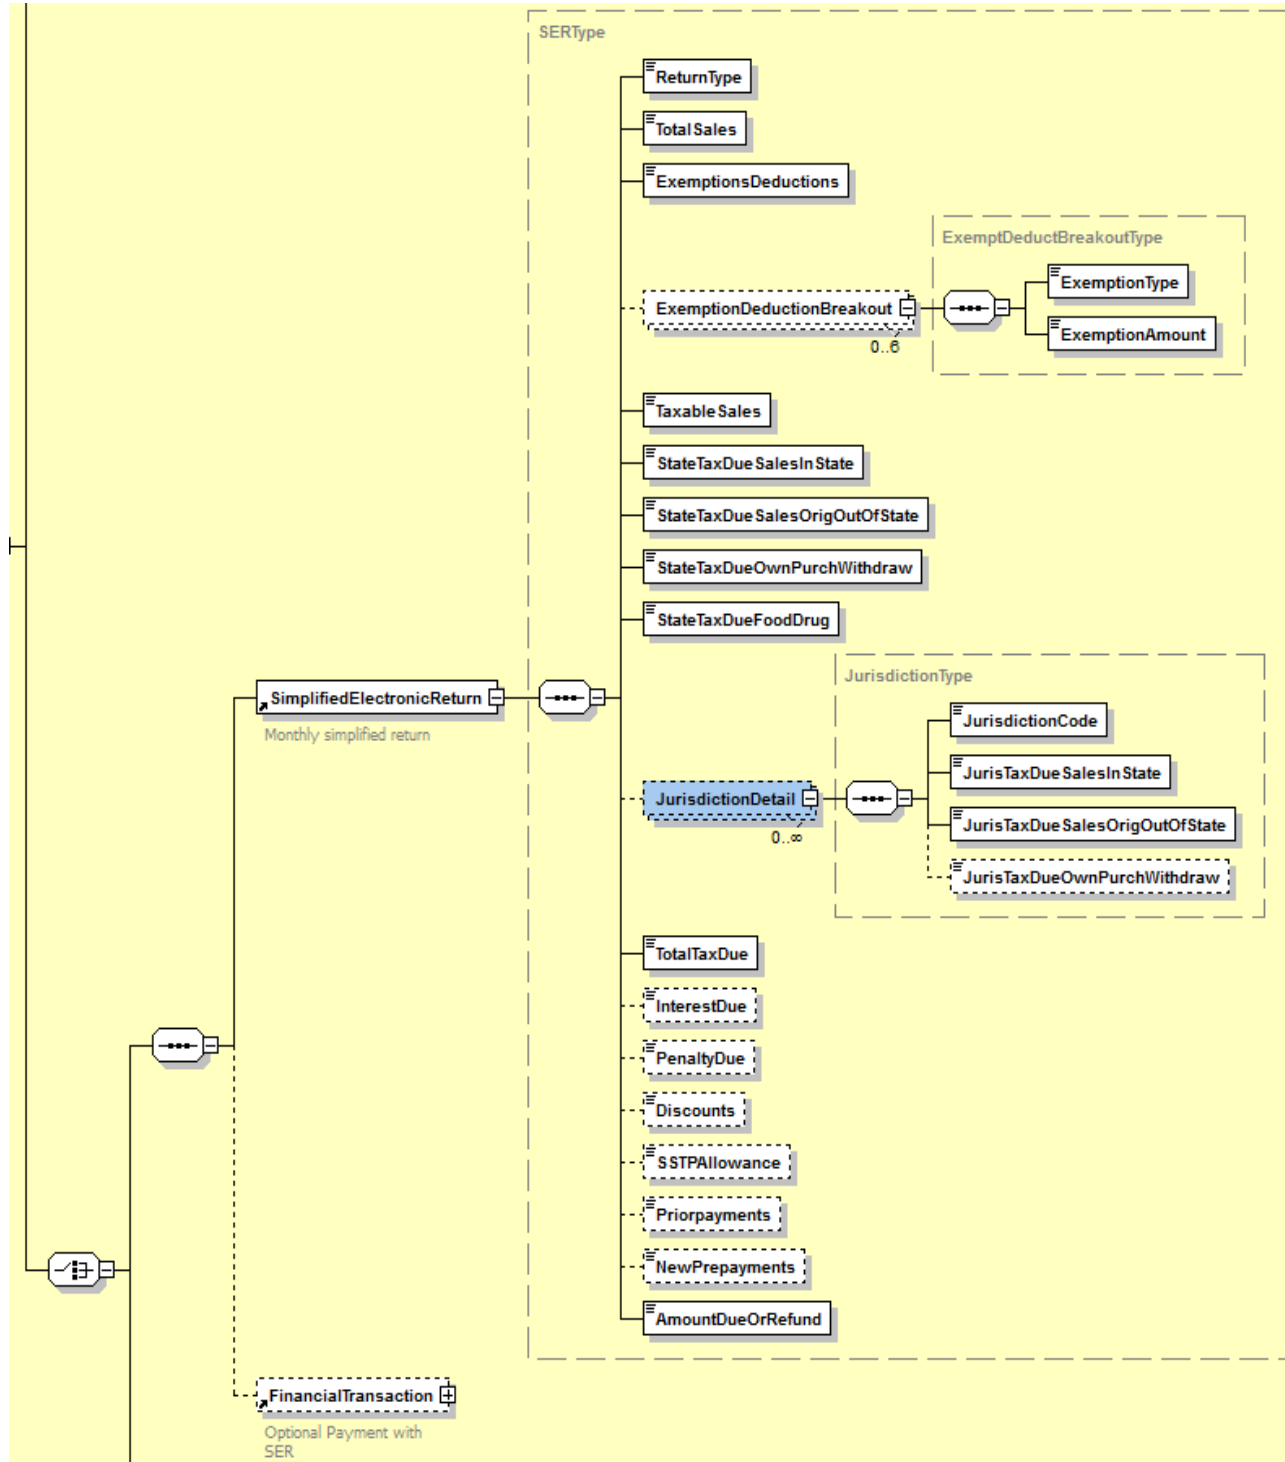 SERType
ReturnType
TotalSales
ExemptionsDeductions
ExemptDeductBreakoutType
ExemptionType
ExemptionDeductionBreakout
ExemptionAmount
0..6
TaxableSales
StateTaxDueSalesInState
StateTaxDueSalesOrigOutOfState
StateTaxDueOwnPurchWithdraw
StateTaxDueFoodDrug
JurisdictionType
SimplifiedElectronicReturn
Monthly simplified return
JurisdictionCode
JurisTaxDueSalesInState
JurisdictionDetail
0..∞
JurisTaxDueSalesOrigOutOfState
JurisTaxDueOwnPurchWithdraw
TotalTaxDue
InterestDue
PenaltyDue
Discounts
SSTPAllowance
Priorpayments
NewPrepayments
AmountDueOrRefund
FinancialTransaction
Optional Payment with
SER